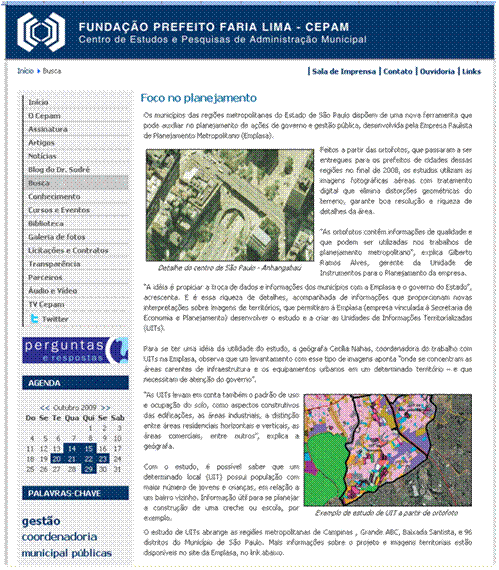 FUNDAÇÃO PREFEITO FARIA LIMA - CEPAM
Centro de Estudos e Pesquisas de Administração Municipal
Início Busca
Sala de Imprensa Contato Ouvidoria Links
Início
O Cepam
Assinatura
Artigos
Notícias
Blog do Dr. Sodré
Busca
Conhecimento
Cursos e Eventos
Biblioteca
Galeria de fotos
Licitações e Contratos
Transparência
Parceiros
Áudio e Vídeo
TV Cepam
Twitter
perguntas
e respostas
AGENDA
<< Outubro 2009 >>
Do Se Te Qua Qui Se Sab
1 2 3
4 5 6 7 8 9 10
11 12 13 14 15 16 17
18 19 20 21 22 23 24
25 26 27 28 29 30 31
PALAVRAS-CHAVE
gestão
coordenadoria
municipal públicas
Foco no planejamento
Os municípios das regiões metropolitanas do Estado de São Paulo dispõem de uma nova ferramenta que
pode auxiliar no planejamento de ações de governo e gestão pública, desenvolvida pela Empresa Paulista
de Planejamento Metropolitano (Emplasa).
Feitos a partir das ortofotos, que passaram a ser
entregues para os prefeitos de cidades dessas
regiões no final de 2008, os estudos utilizam as
imagens fotográficas aéreas com tratamento
digital que elimina distorções geométricas do
terreno, garante boa resolução e riqueza de
detalhes da área.
Detalhe do centro de São Paulo - Anhangabaú
"As ortofotos contêm informações de qualidade e
que podem ser utilizadas nos trabalhos de
planejamento metropolitano", explica Gilberto
Ramos Alves, gerente da Unidade de
Instrumentos para o Planejamento da empresa.
"A idéia é propiciar a troca de dados e informações dos municípios com a Emplasa e o governo do Estado",
acrescenta. E é essa riqueza de detalhes, acompanhada de informações que proporcionam novas
interpretações sobre imagens de territórios, que permitiram à Emplasa (empresa vinculada à Secretaria de
Economia e Planejamento) desenvolver o estudo e a criar as Unidades de Informações Territorializadas
(UITs).
Para se ter uma idéia da utilidade do estudo, a geógrafa Cecília Nahas, coordenadora do trabalho com
UITs na Emplasa, observa que um levantamento com esse tipo de imagens aponta "onde se concentram as
áreas carentes de infraestrutura e os equipamentos urbanos em um determinado território – e que
necessitam de atenção do governo".
"As UITs levam em conta também o padrão de uso
e ocupação do solo, como aspectos construtivos
das edificações, as áreas industriais, a distinção
entre áreas residenciais horizontais e verticais, as
áreas comerciais, entre outros", explica a
geógrafa.
Com o estudo, é possível saber que um
determinado local (UIT) possui população com
maior número de jovens e crianças, em relação a
um bairro vizinho. Informação útil para se planejar
a construção de uma creche ou escola, por
exemplo.
Exemplo de estudo de UIT a partir de ortofoto
O estudo de UITs abrange as regiões metropolitanas de Campinas , Grande ABC, Baixada Santista, e 96
distritos do Município de São Paulo. Mais informações sobre o projeto e imagens territoriais estão
disponíveis no site da Emplasa, no link abaixo.